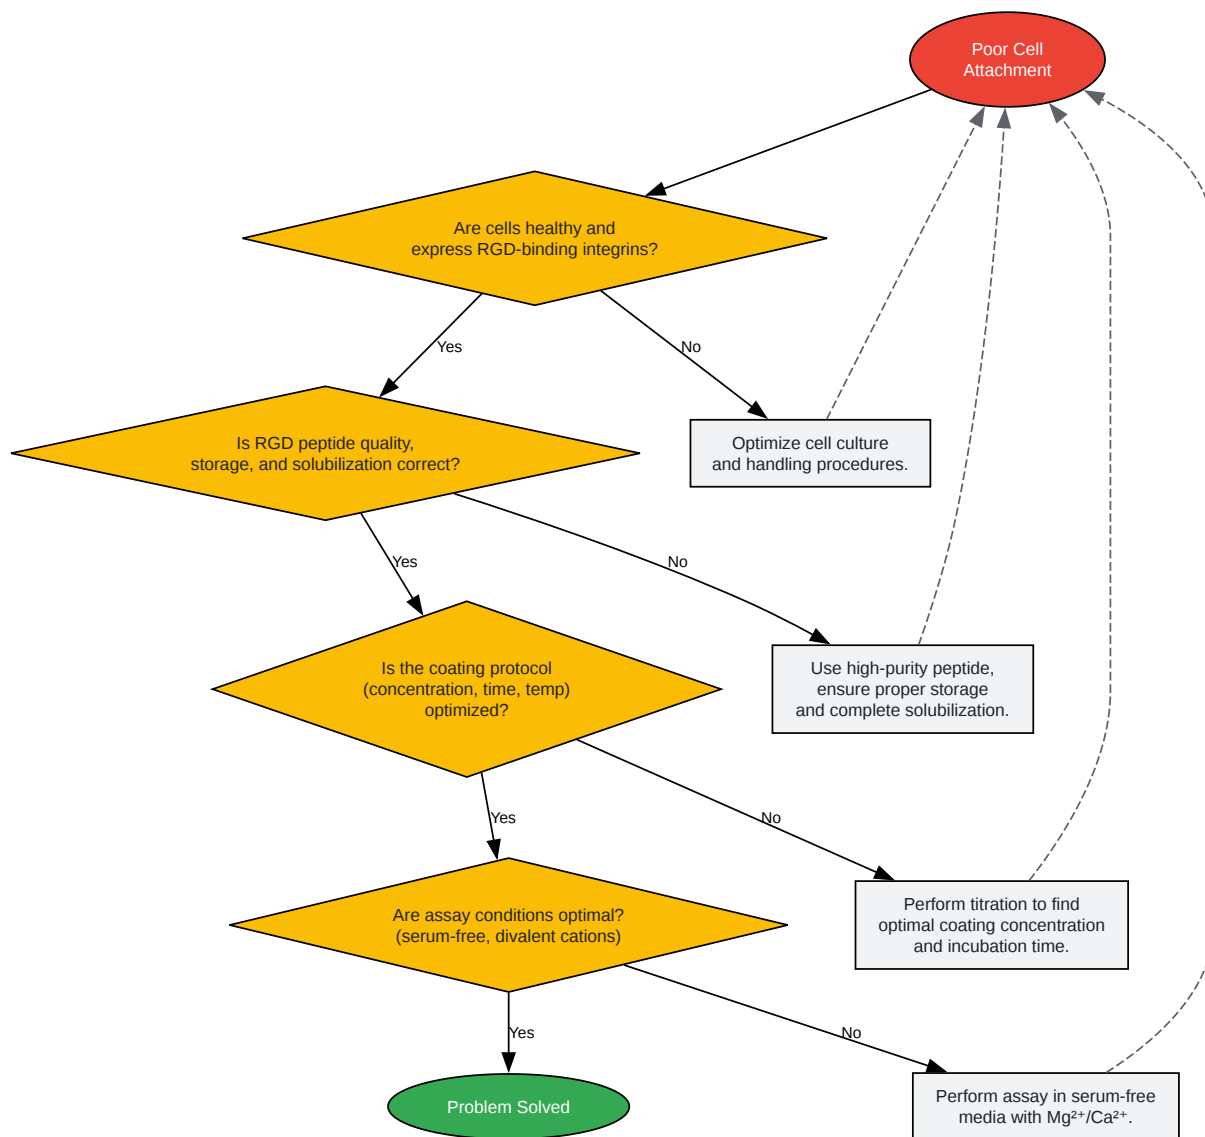 Poor Cell
Attachment
Are cells healthy and
express RGD-binding integrins?
Yes
No
Is RGD peptide quality,
storage, and solubilization correct?
Optimize cell culture
and handling procedures.
Yes
No
Is the coating protocol
(concentration, time, temp)
optimized?
Use high-purity peptide,
ensure proper storage
and complete solubilization.
Yes
No
Are assay conditions optimal?
(serum-free, divalent cations)
Perform titration to find
optimal coating concentration
and incubation time.
Yes
No
Problem Solved
Perform assay in serum-free
media with Mg²⁺/Ca²⁺.